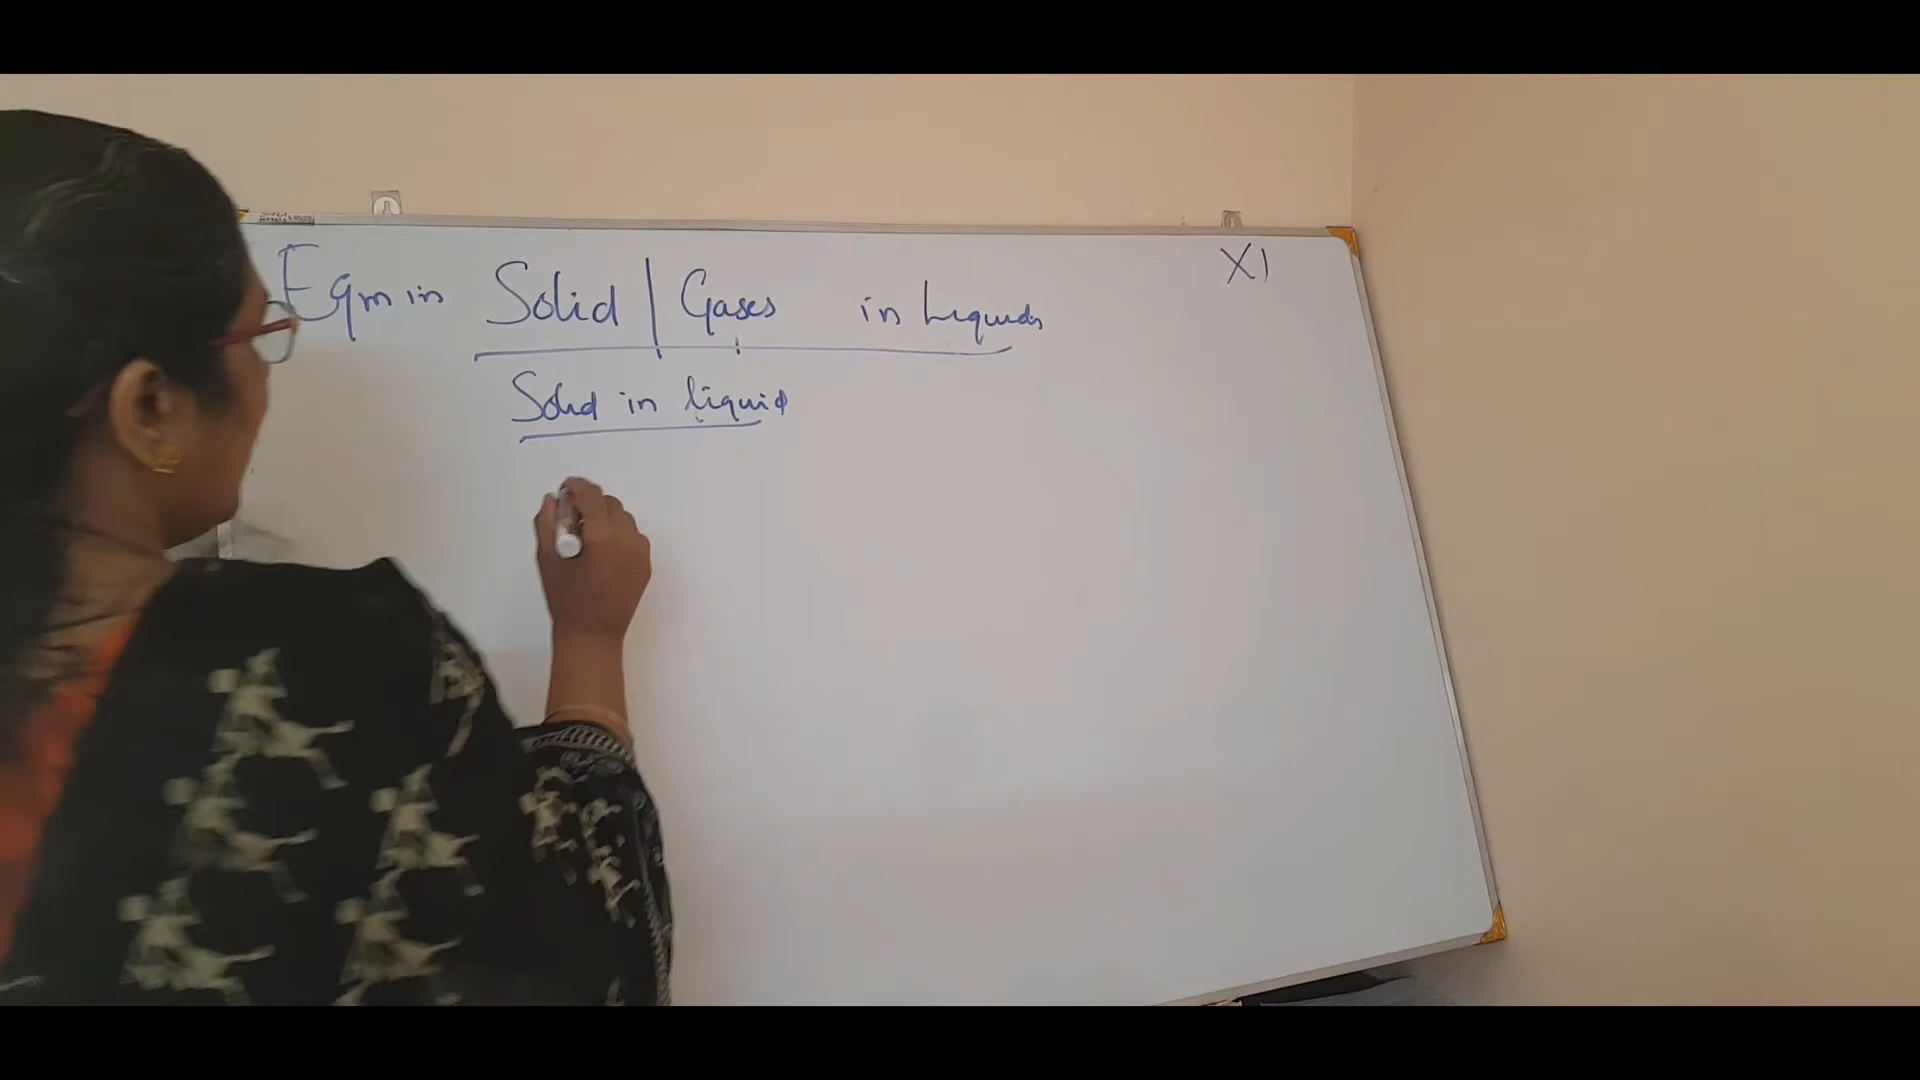 Eqm in Solid | Gases in Liquids
XI
Solid in liquid